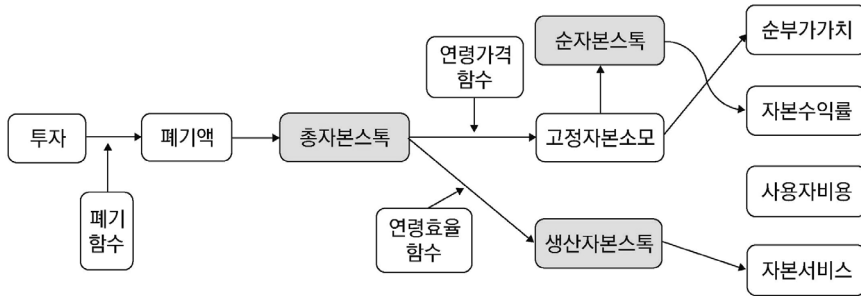 투자
폐기
함수
폐기액
총자본스톡
연령가격
함수
연령효율
함수
순자본스톡
고정자본소모
생산자본스톡
순부가가치
자본수익률
사용자비용
자본서비스